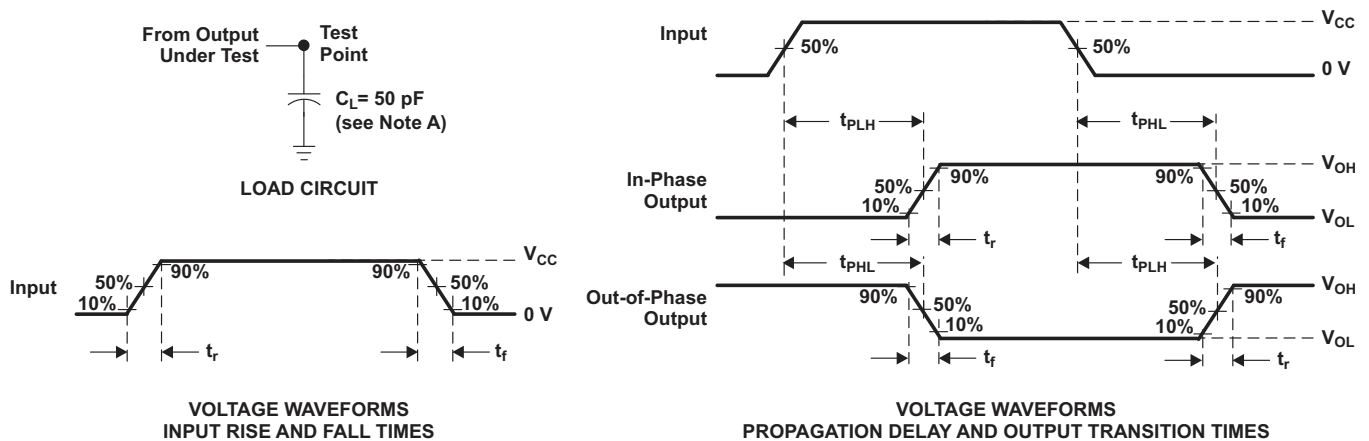 From Output
Under Test
Test
Point
C_L= 50 pF
(see Note A)
LOAD CIRCUIT
Input
10%
50%
90%
90%
50%
10%
V_CC
0 V
t_r
t_f
VOLTAGE WAVEFORMS
INPUT RISE AND FALL TIMES
Input
50%
50%
V_CC
0 V
t_PLH
t_PHL
In-Phase
Output
50%
10%
90%
90%
50%
10%
V_OH
V_OL
t_r
t_f
t_PHL
t_PLH
Out-of-Phase
Output
90%
50%
10%
50%
10%
90%
V_OH
V_OL
t_f
t_r
VOLTAGE WAVEFORMS
PROPAGATION DELAY AND OUTPUT TRANSITION TIMES